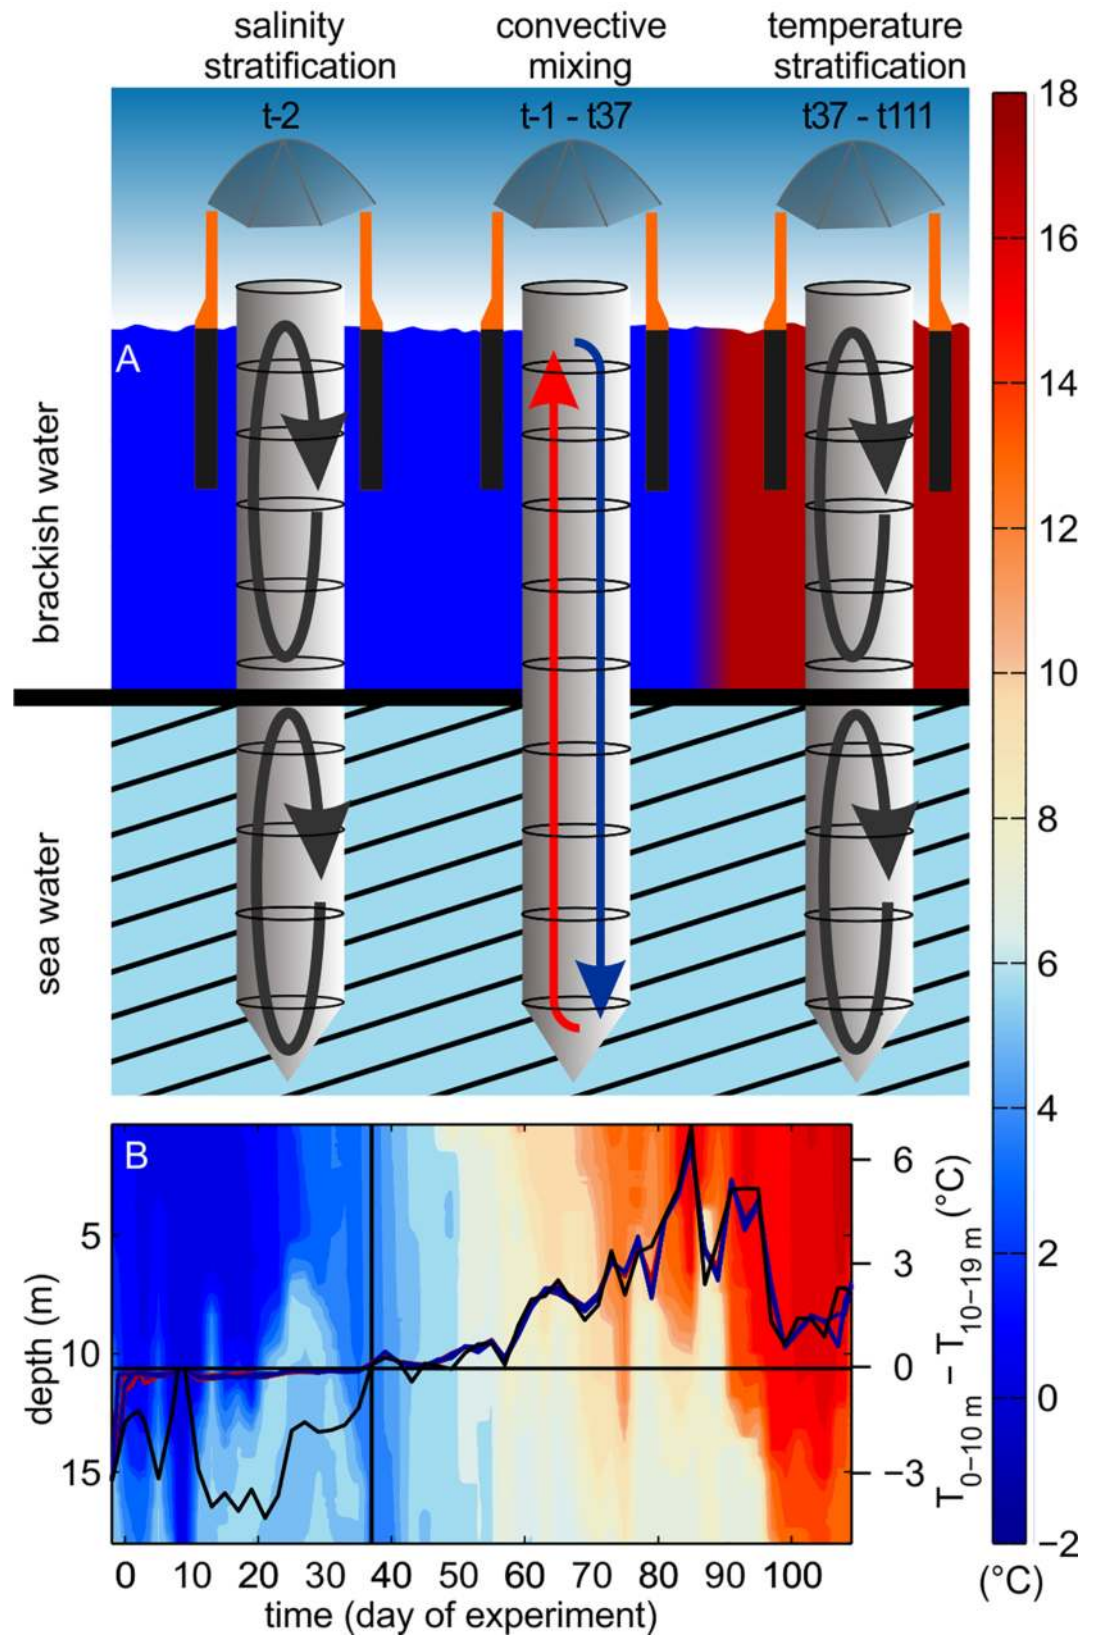 salinity
stratification
convective
mixing
temperature
stratification
t-2
t-1 - t37
t37 - t111
A
brackish water
sea water
18
16
14
12
10
8
6
4
2
0
−2
(°C)
B
5
10
15
depth (m)
6
3
0
−3
T0−10 m − T10−19 m (°C)
0 10 20 30 40 50 60 70 80 90 100
time (day of experiment)